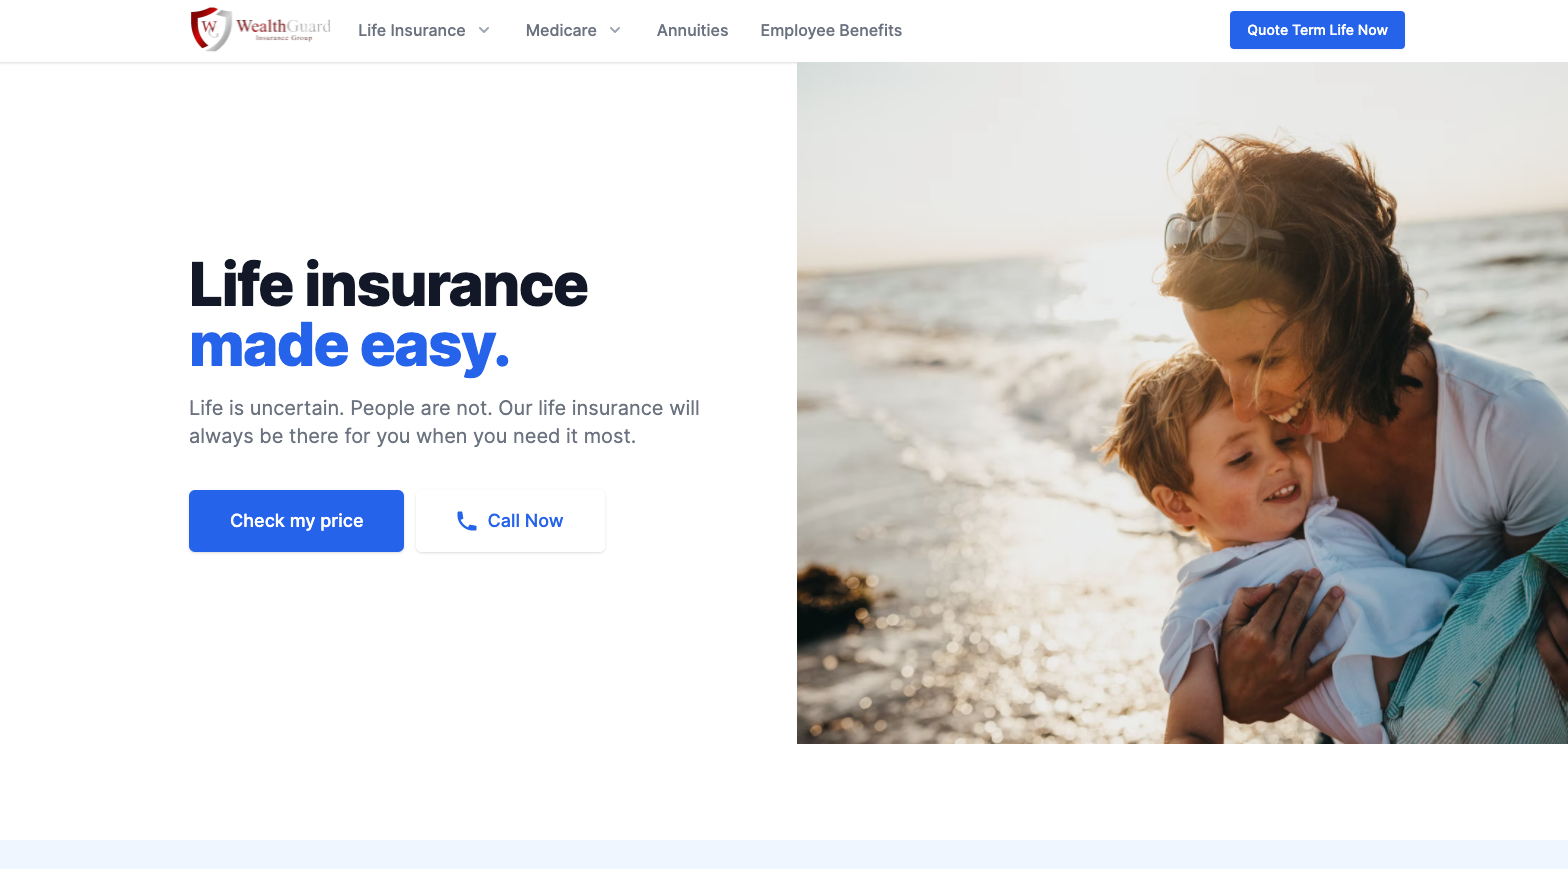 WealthGuard
Insurance Group
Life Insurance
Medicare
Annuities
Employee Benefits
Quote Term Life Now
Life insurance
made easy.
Life is uncertain. People are not. Our life insurance will
always be there for you when you need it most.
Check my price
Call Now